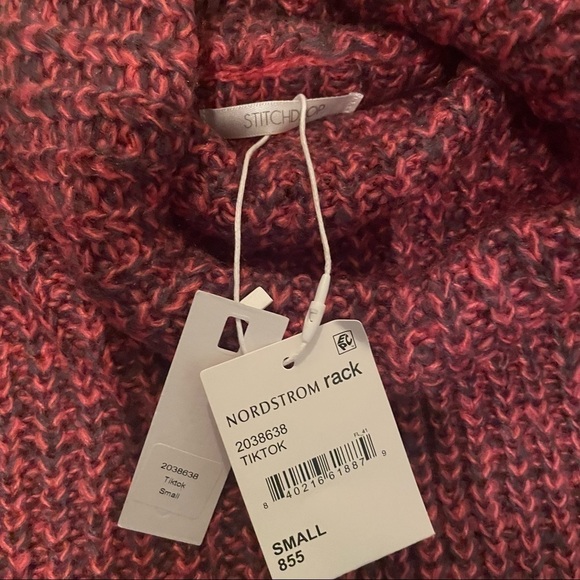 STITCHDROP
NORDSTROM rack
2038638
TIKTOK
8 40216 61887 9
SMALL
855
2038638
Tiktok
Small